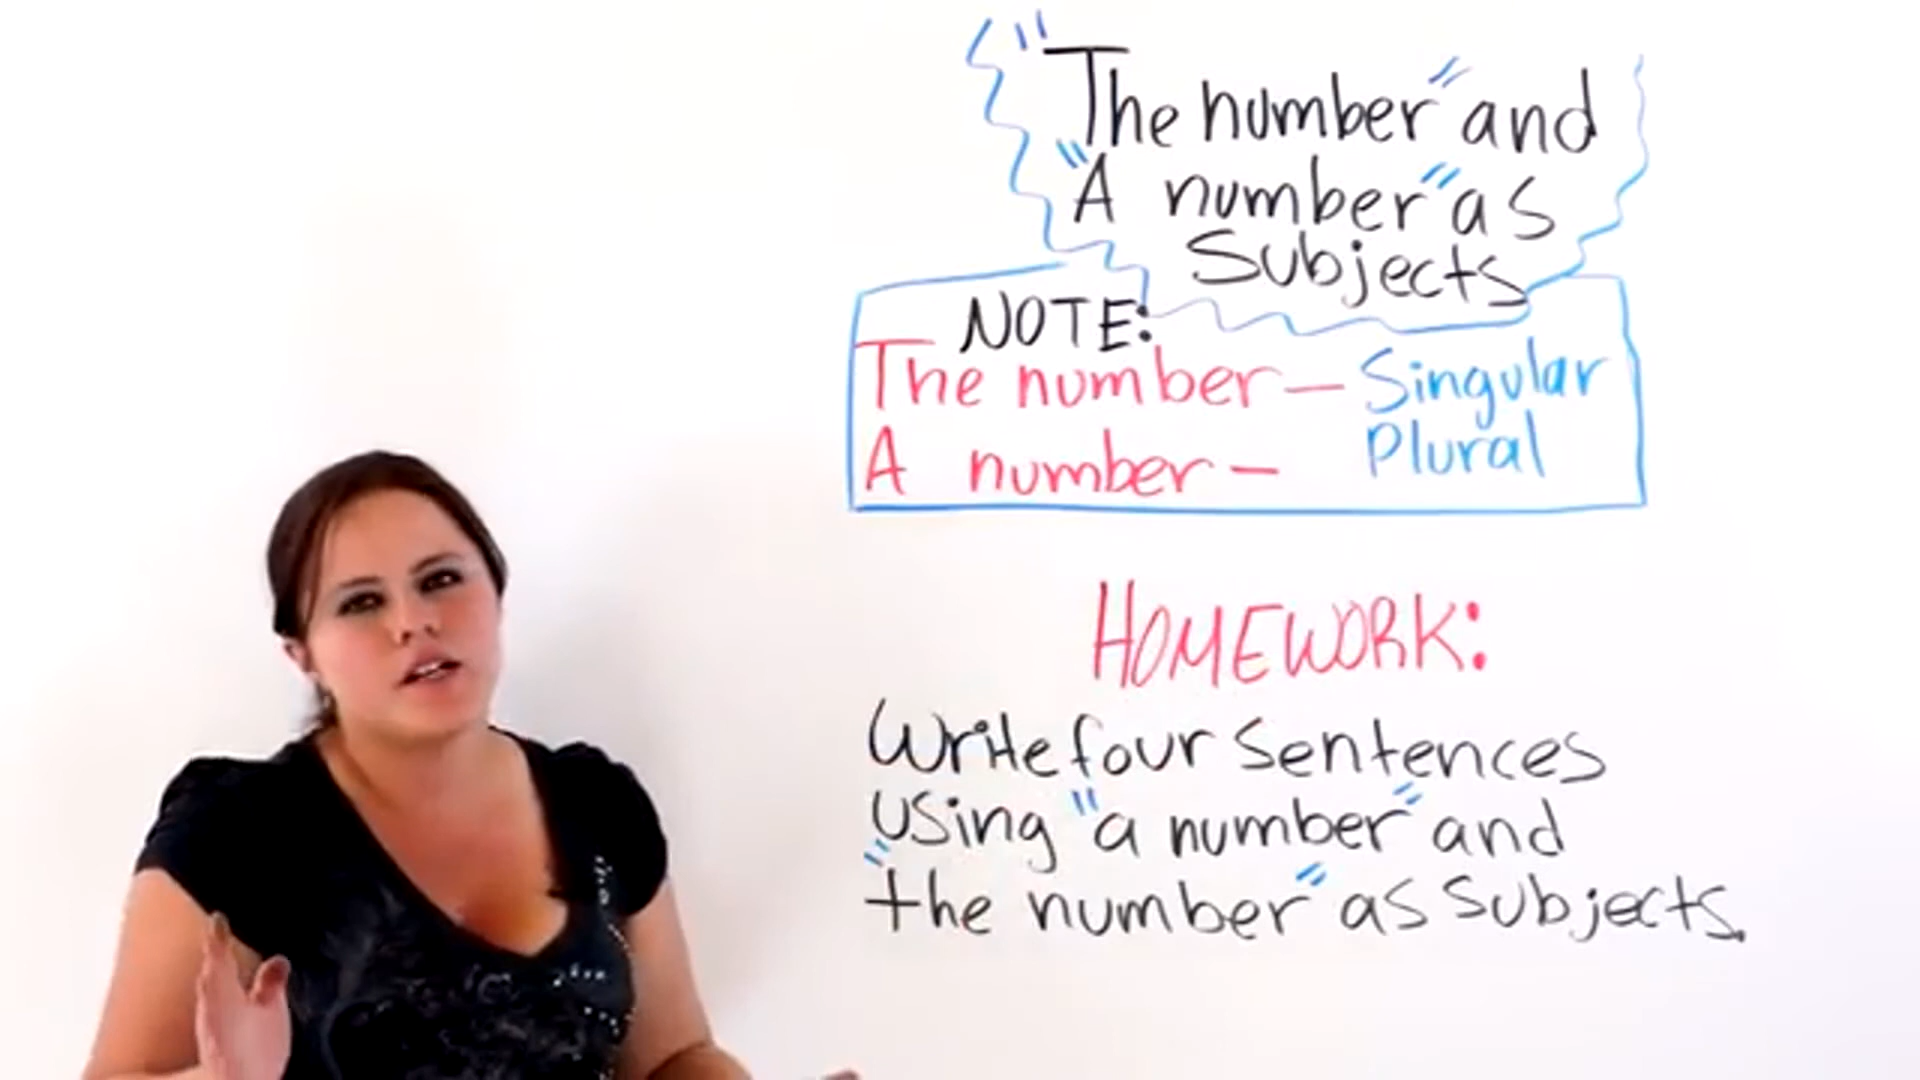 "The number" and
"A number" as
Subjects
NOTE:
The number — Singular
A number — Plural
HOMEWORK:
Write four sentences
using "a number" and
"the number" as subjects.